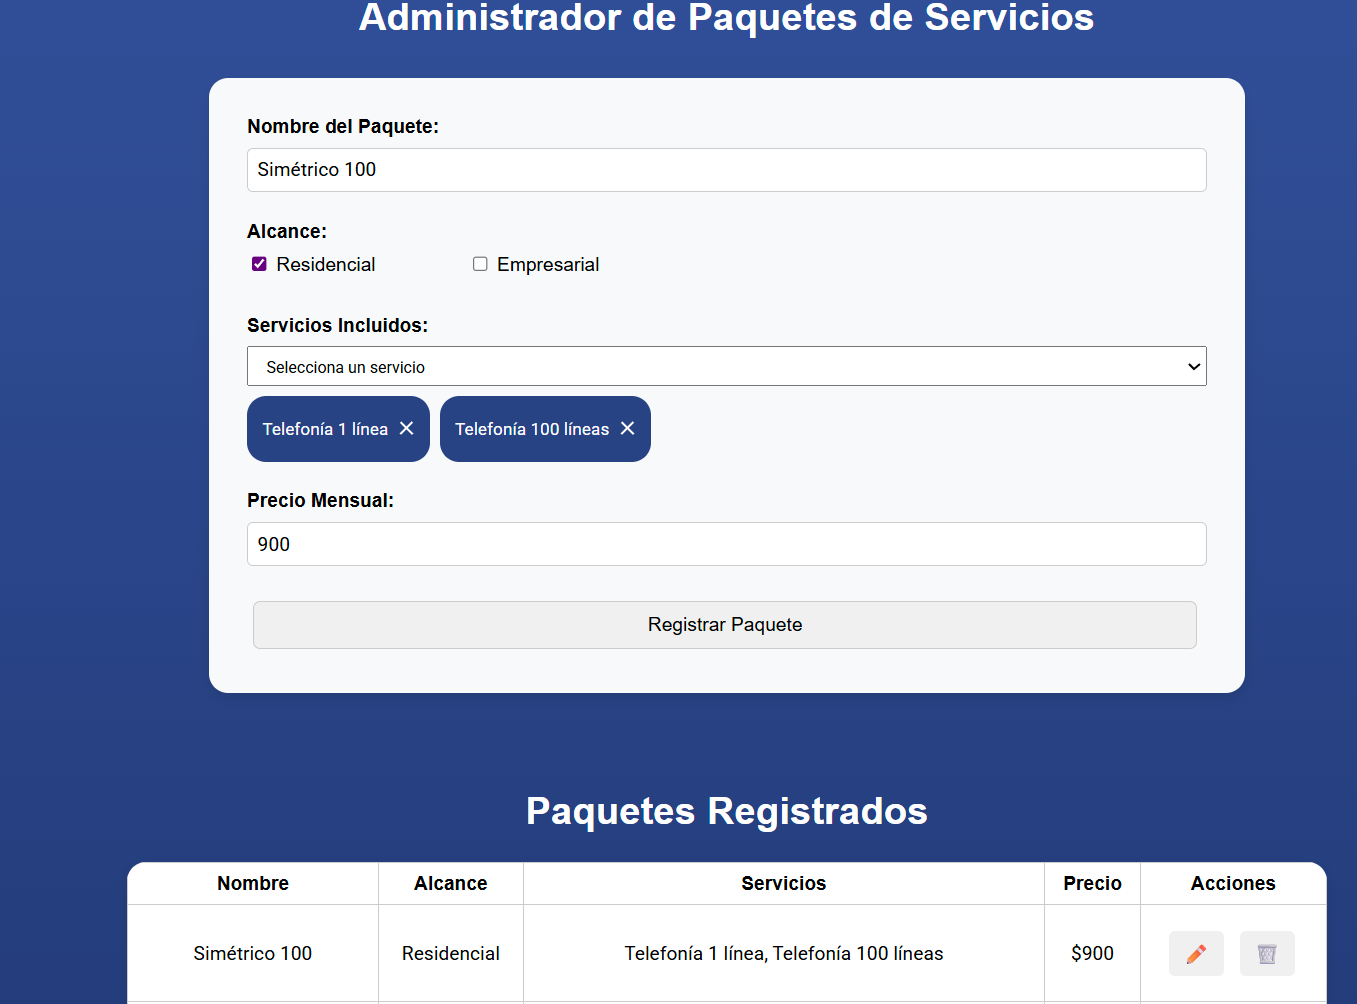 Administrador de Paquetes de Servicios
Nombre del Paquete:
Simétrico 100
Alcance:
Residencial Empresarial
Servicios Incluidos:
Selecciona un servicio
Telefonía 1 línea Telefonía 100 líneas
Precio Mensual:
900
Registrar Paquete
Paquetes Registrados
Nombre Alcance Servicios Precio Acciones
Simétrico 100 Residencial Telefonía 1 línea, Telefonía 100 líneas $900